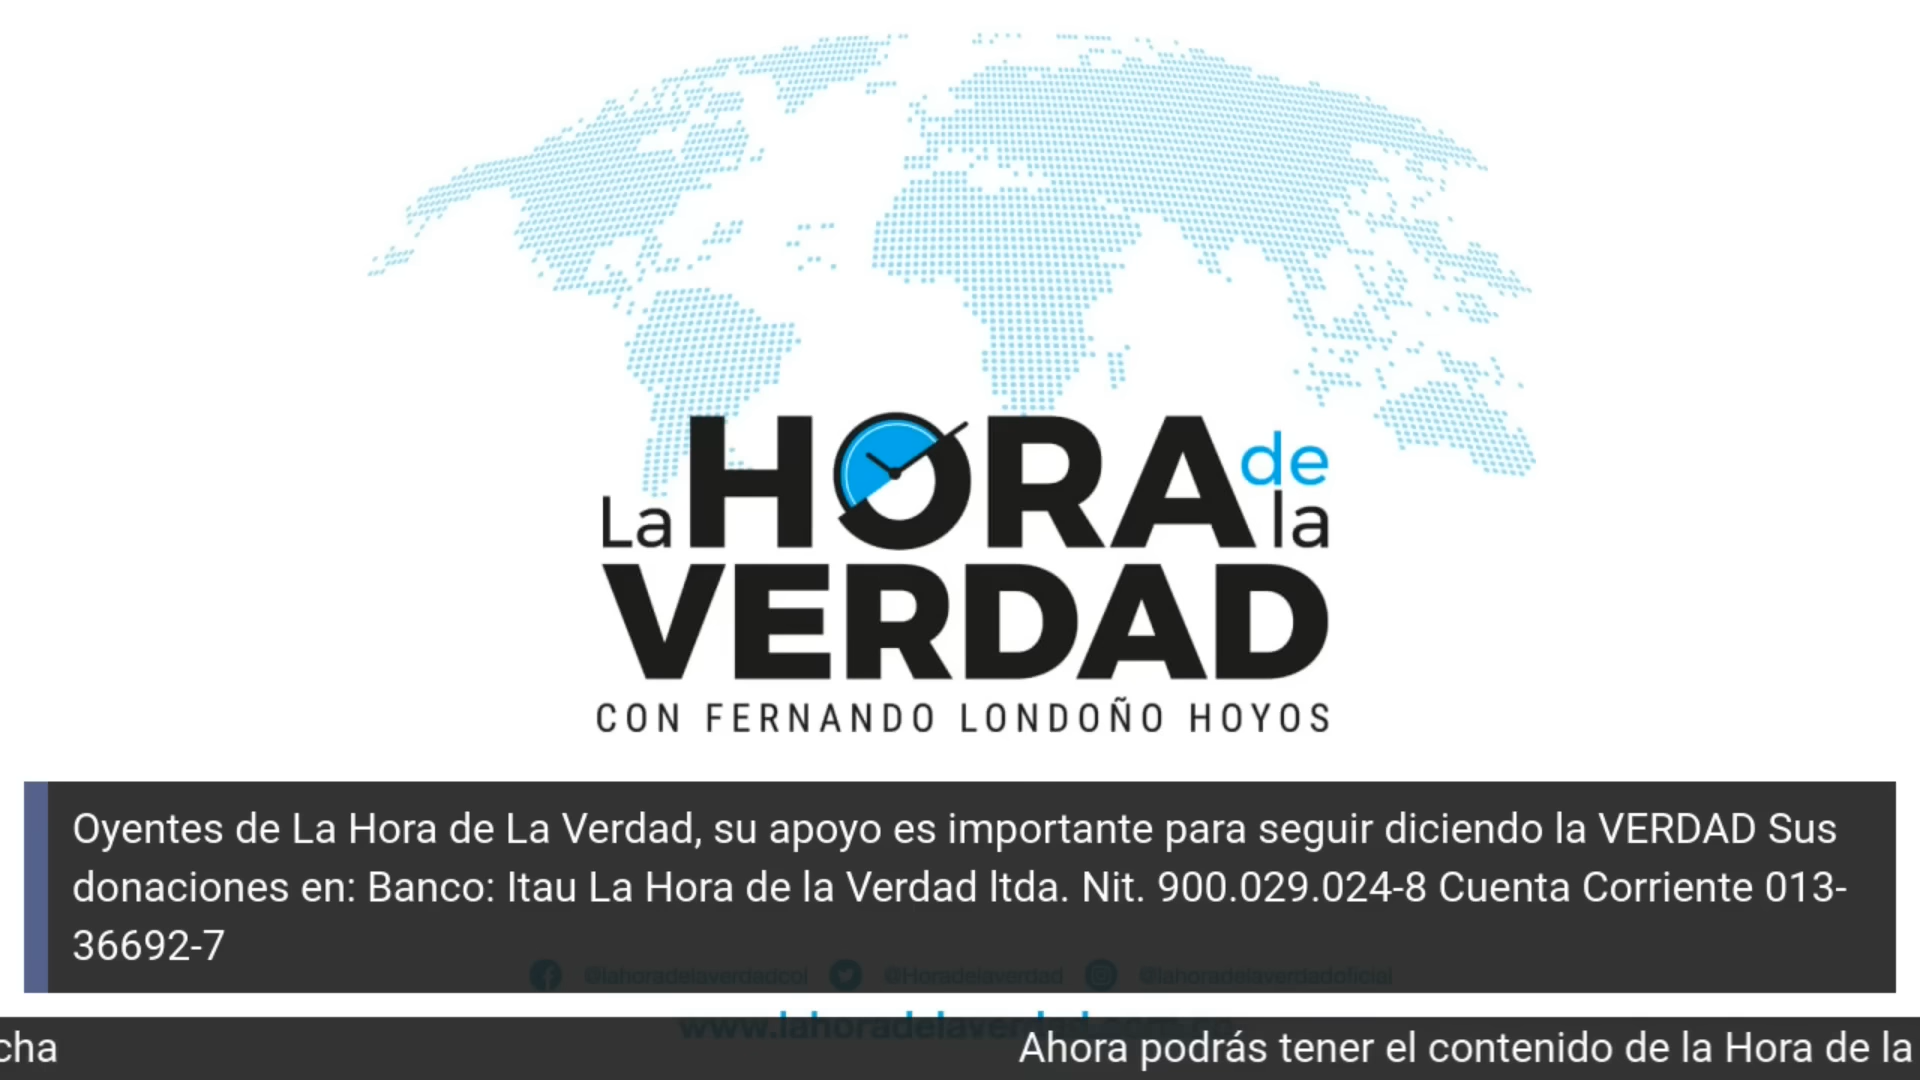 La HORA de la
VERDAD
CON FERNANDO LONDOÑO HOYOS
Oyentes de La Hora de La Verdad, su apoyo es importante para seguir diciendo la VERDAD Sus
donaciones en: Banco: Itau La Hora de la Verdad ltda. Nit. 900.029.024-8 Cuenta Corriente 013-
36692-7
@lahoradelaverdadcol @Horadelaverdad @lahoradelaverdadoficial
cha Ahora podrás tener el contenido de la Hora de la